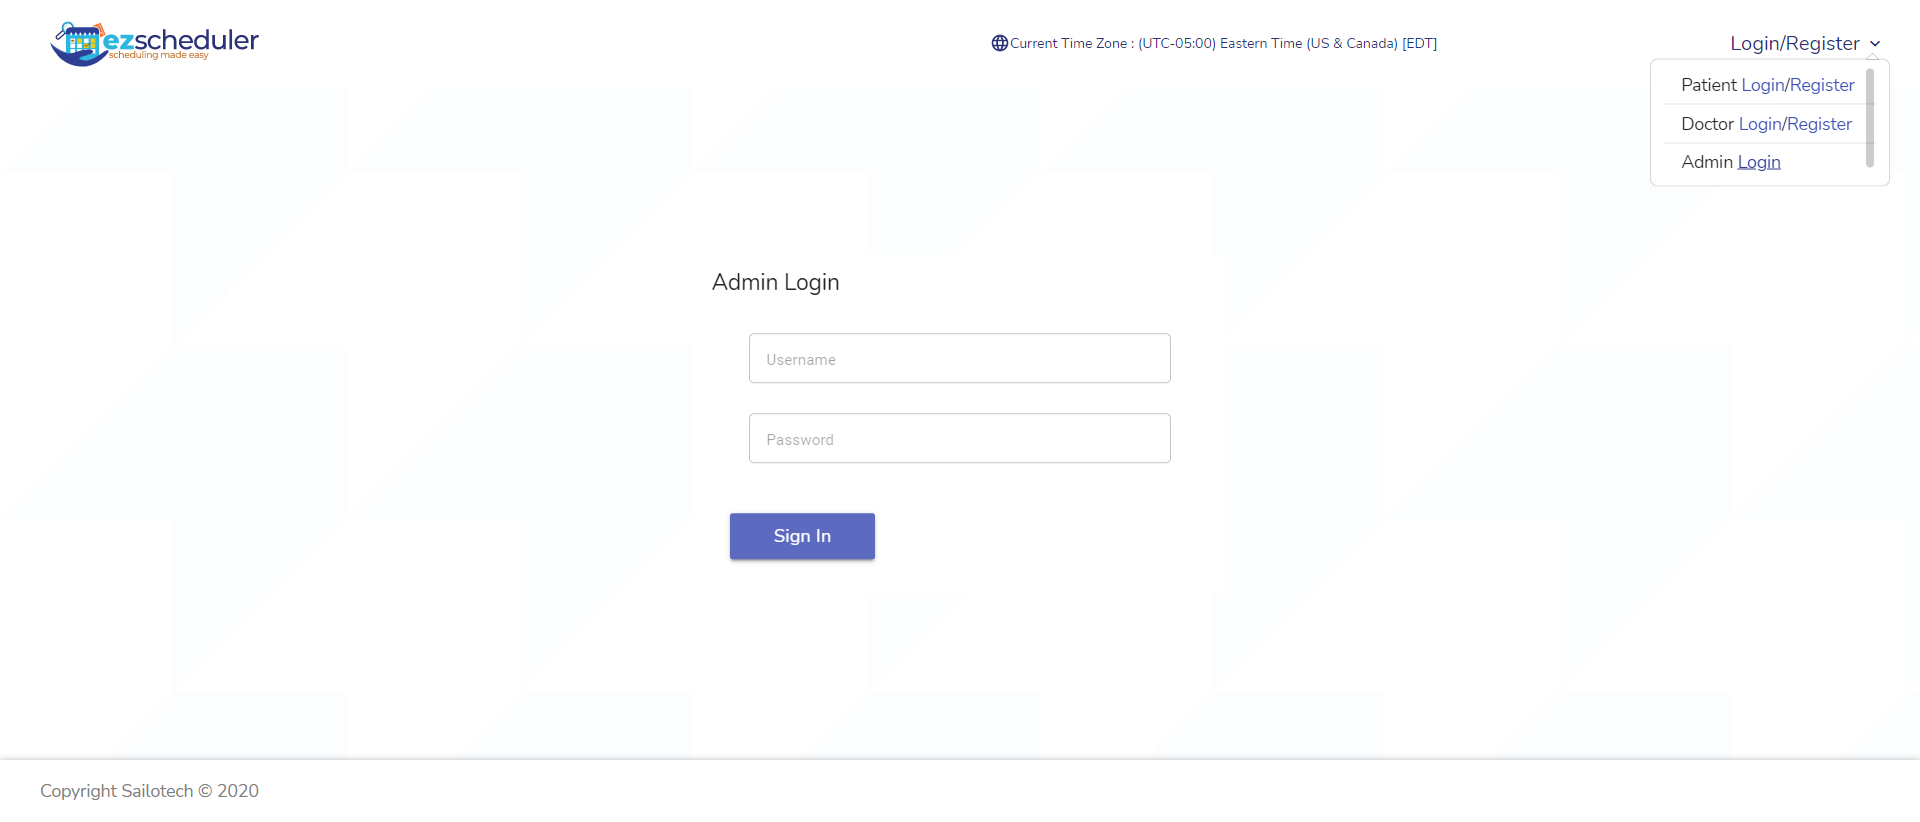 ezscheduler
scheduling made easy
Current Time Zone : (UTC-05:00) Eastern Time (US & Canada) [EDT]
Login/Register
Patient Login/Register
Doctor Login/Register
Admin Login
Admin Login
Username
Password
Sign In
Copyright Sailotech © 2020